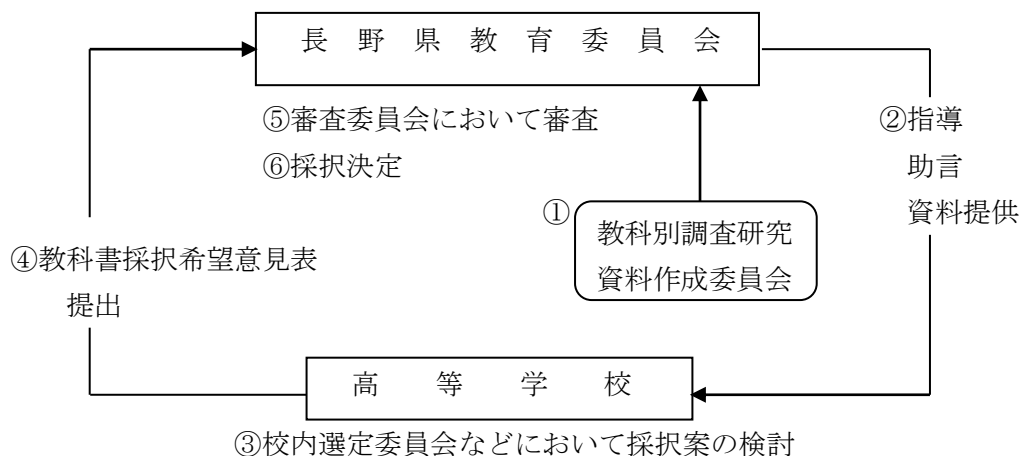 長野県教育委員会
⑤審査委員会において審査
⑥採択決定
②指導
助言
資料提供
①
教科別調査研究
資料作成委員会
④教科書採択希望意見表
提出
高等学校
③校内選定委員会などにおいて採択案の検討